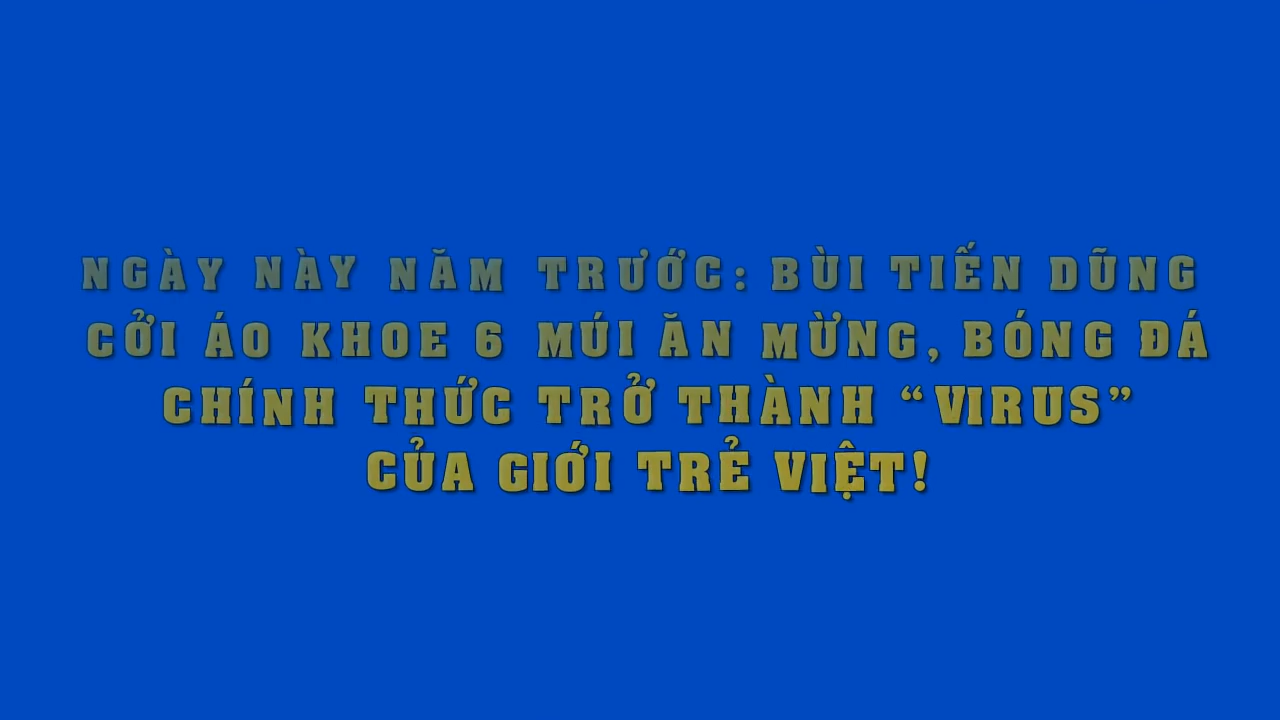 NGÀY NÀY NĂM TRƯỚC: BÙI TIẾN DŨNG
CỞI ÁO KHOE 6 MÚI ĂN MỪNG, BÓNG ĐÁ
CHÍNH THỨC TRỞ THÀNH “VIRUS”
CỦA GIỚI TRẺ VIỆT!